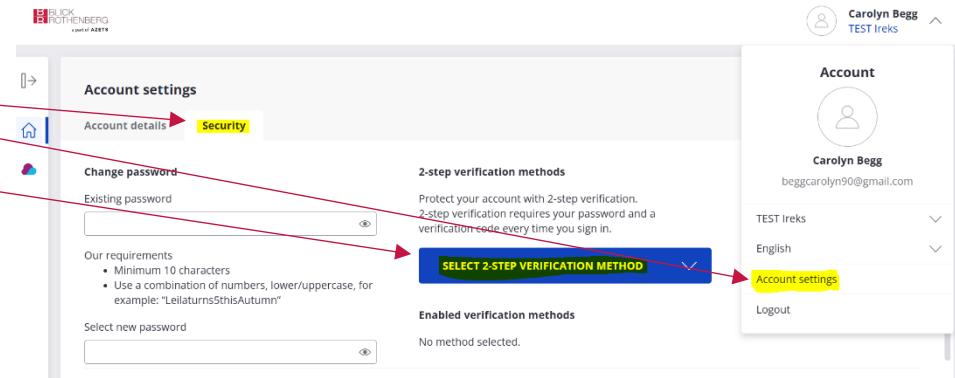 BLICK
ROTHENBERG
a part of AZETS
Carolyn Begg
TEST Ireks
Account settings
Account details
Security
Change password
Existing password
Our requirements
• Minimum 10 characters
• Use a combination of numbers, lower/uppercase, for
example: “Leilaturns5thisAutumn”
Select new password
2-step verification methods
Protect your account with 2-step verification.
2-step verification requires your password and a
verification code every time you sign in.
SELECT 2-STEP VERIFICATION METHOD
Enabled verification methods
No method selected.
Account
Carolyn Begg
beggcarolyn90@gmail.com
TEST Ireks
English
Account settings
Logout